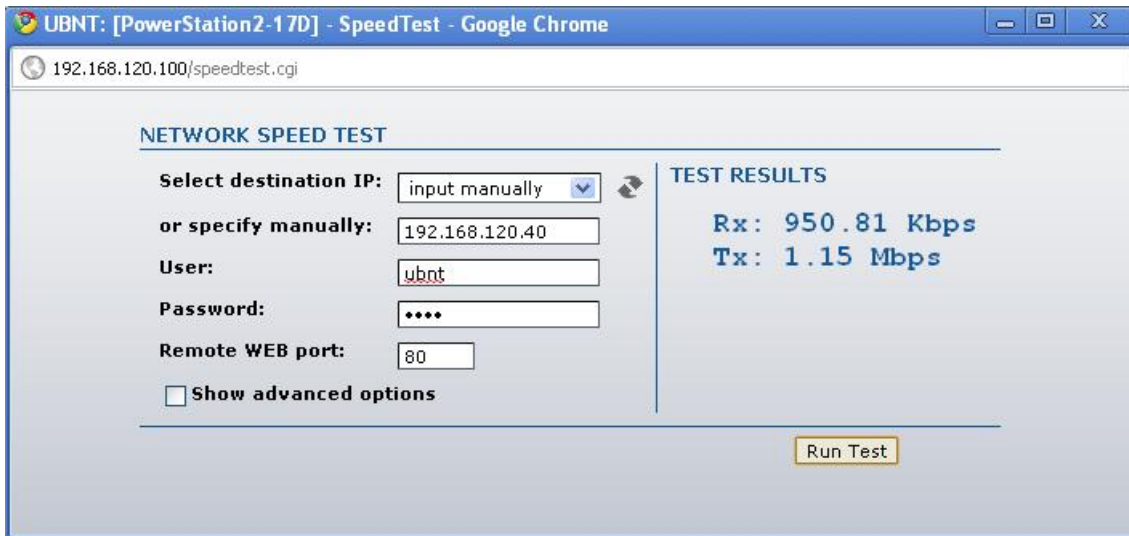 UBNT: [PowerStation2-17D] - SpeedTest - Google Chrome
192.168.120.100/speedtest.cgi
NETWORK SPEED TEST
Select destination IP: input manually
or specify manually: 192.168.120.40
User: ubnt
Password: ••••
Remote WEB port: 80
Show advanced options
TEST RESULTS
Rx: 950.81 Kbps
Tx: 1.15 Mbps
Run Test